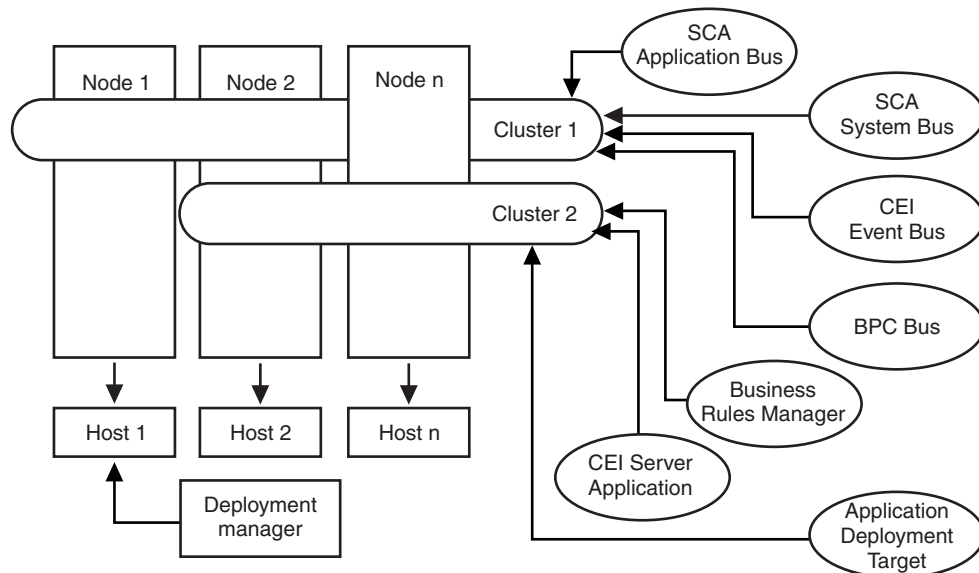 SCA
Application Bus
Node 1
Node 2
Node n
SCA
System Bus
Cluster 1
Cluster 2
CEI
Event Bus
BPC Bus
Business
Rules Manager
Host 1
Host 2
Host n
CEI Server
Application
Deployment
manager
Application
Deployment
Target